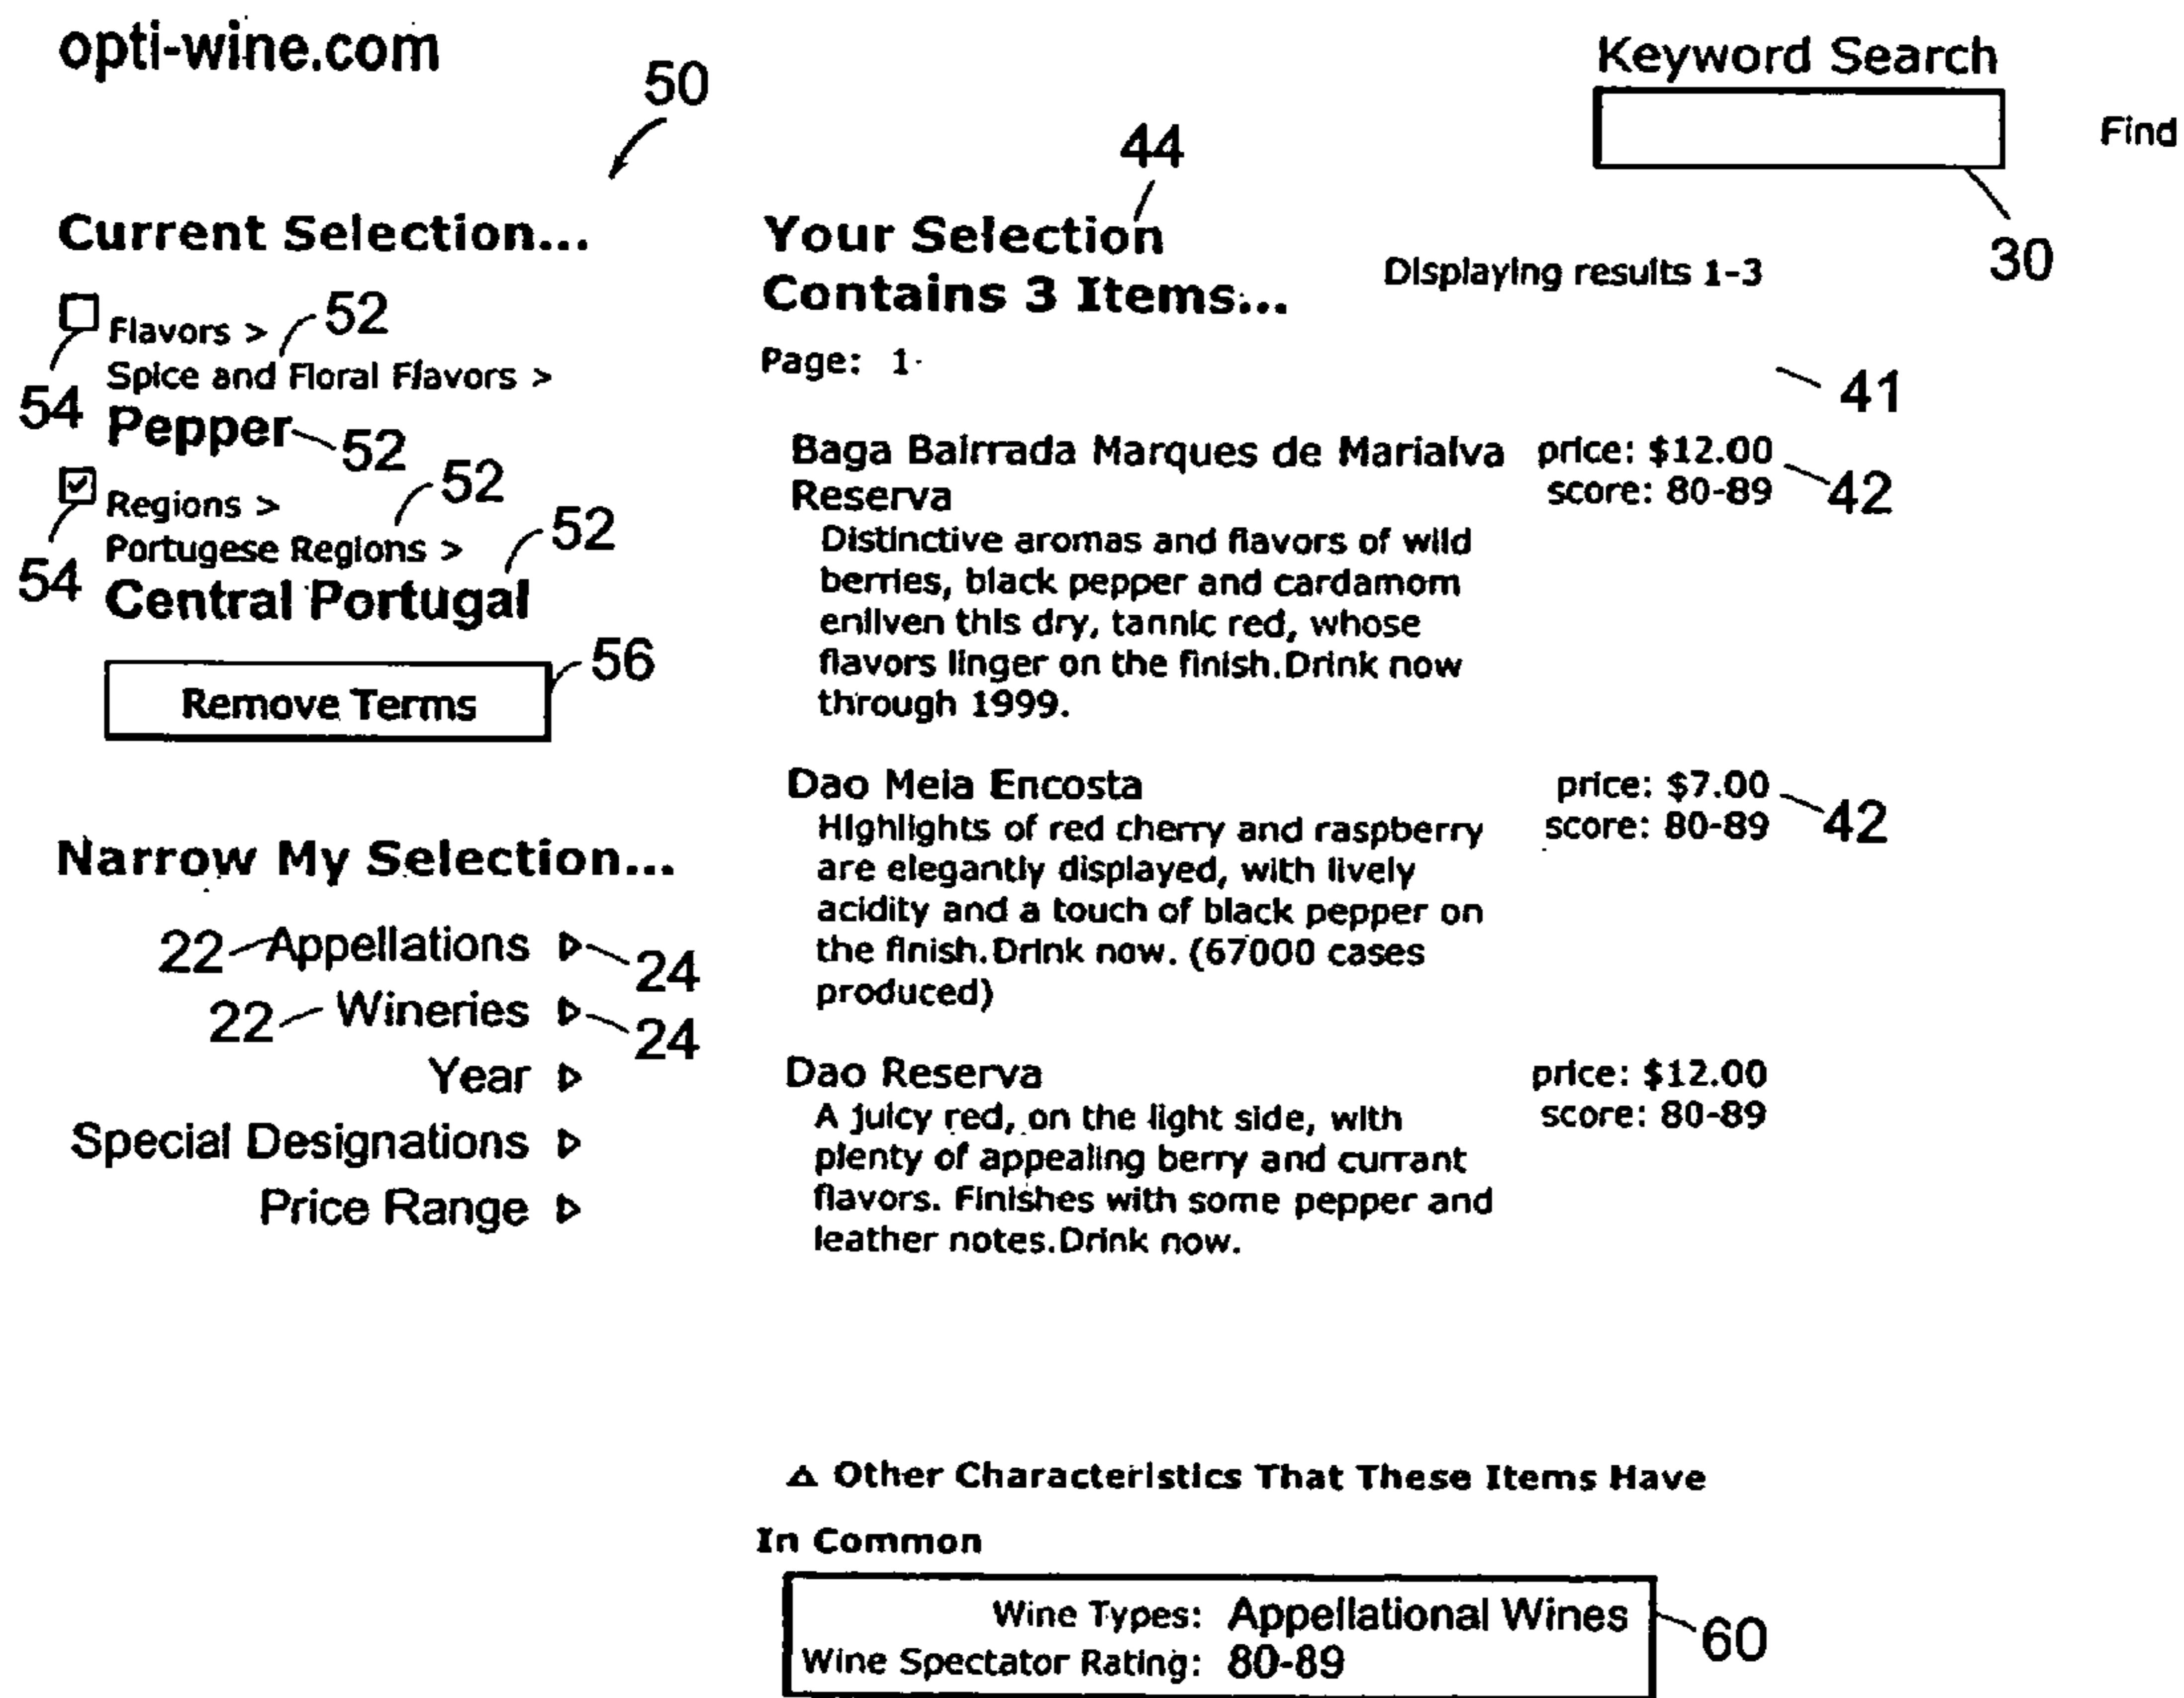 opti-wine.com
50
Keyword Search
Find
30
44
Current Selection...
Flavors >
52
Spice and Floral Flavors >
54
Pepper
52
Regions >
52
Portugese Regions >
52
54
Central Portugal
56
Remove Terms
Narrow My Selection...
22 Appellations 24
22 Wineries 24
Year
Special Designations
Price Range
Your Selection
Contains 3 Items...
Displaying results 1-3
Page: 1
41
Baga Bairrada Marques de Marialva price: $12.00
Reserva score: 80-89 42
Distinctive aromas and flavors of wild
berries, black pepper and cardamom
enliven this dry, tannic red, whose
flavors linger on the finish.Drink now
through 1999.
Dao Meia Encosta price: $7.00
Highlights of red cherry and raspberry score: 80-89 42
are elegantly displayed, with lively
acidity and a touch of black pepper on
the finish.Drink now. (67000 cases
produced)
Dao Reserva price: $12.00
A juicy red, on the light side, with score: 80-89
plenty of appealing berry and currant
flavors. Finishes with some pepper and
leather notes.Drink now.
Other Characteristics That These Items Have
In Common
Wine Types: Appellational Wines
Wine Spectator Rating: 80-89
60